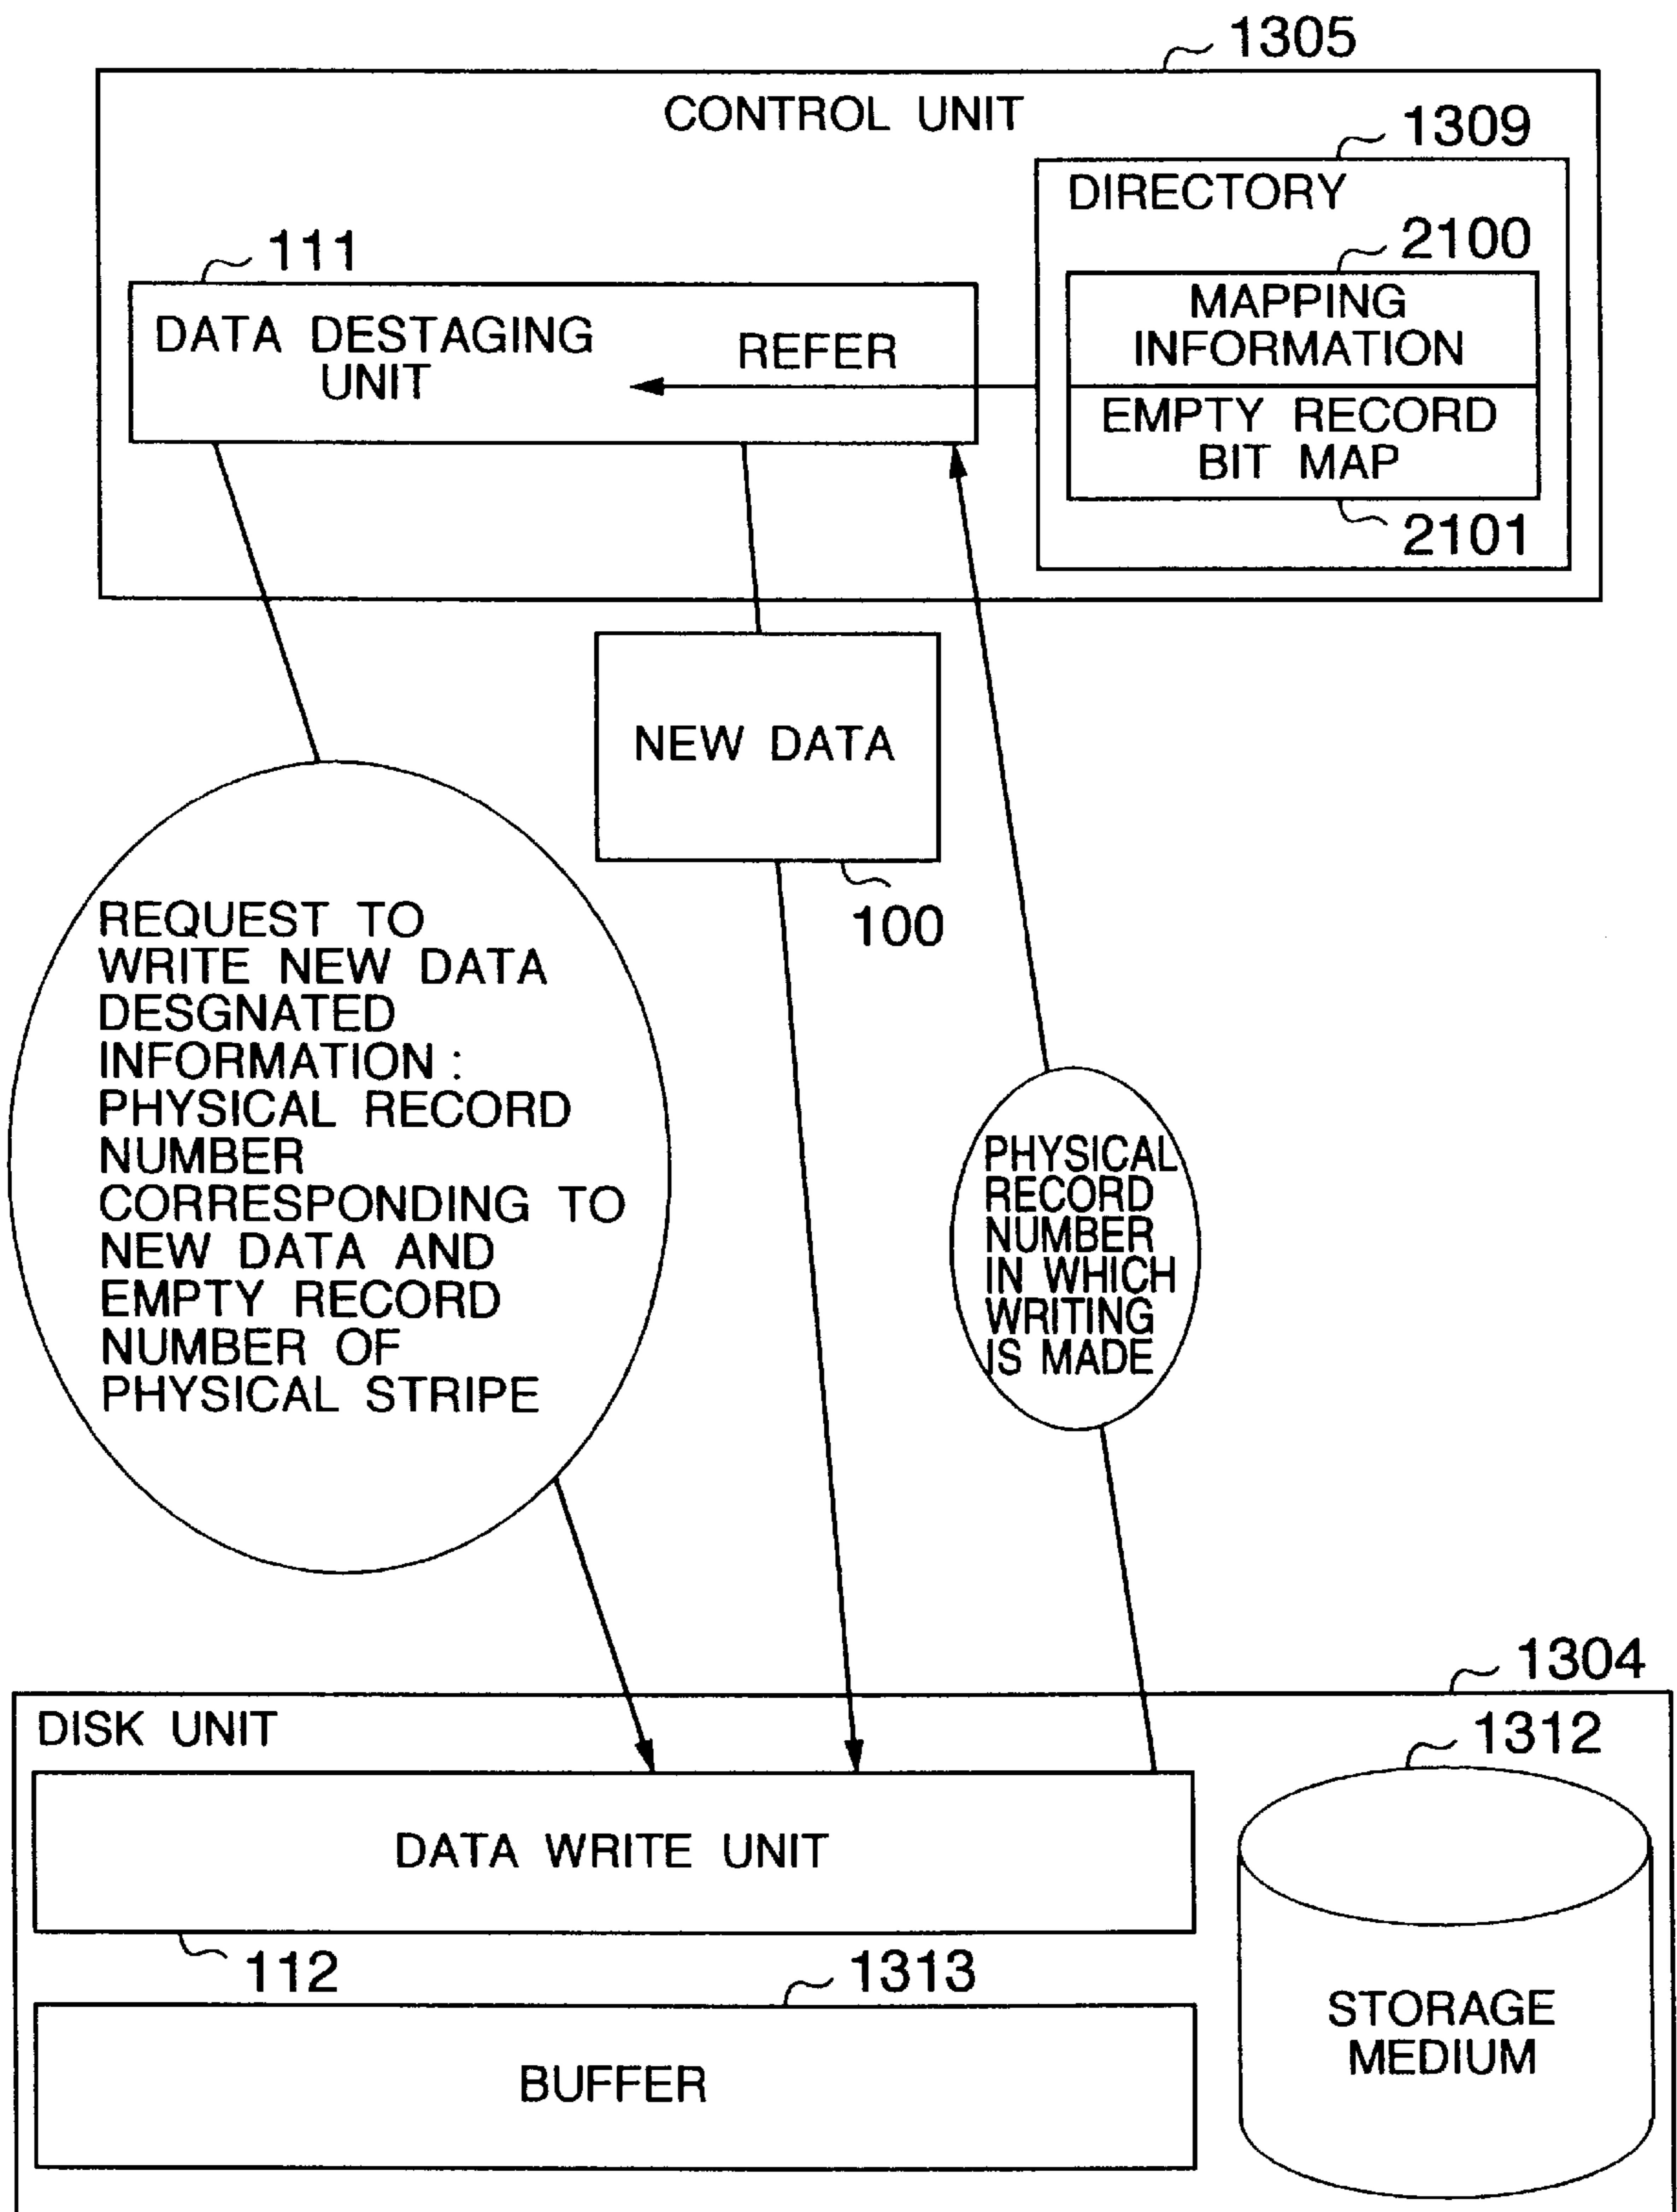 1305
CONTROL UNIT
1309
DIRECTORY
2100
MAPPING
INFORMATION
EMPTY RECORD
BIT MAP
2101
111
DATA DESTAGING
UNIT
REFER
NEW DATA
100
REQUEST TO
WRITE NEW DATA
DESGNATED
INFORMATION :
PHYSICAL RECORD
NUMBER
CORRESPONDING TO
NEW DATA AND
EMPTY RECORD
NUMBER OF
PHYSICAL STRIPE
PHYSICAL
RECORD
NUMBER
IN WHICH
WRITING
IS MADE
1304
DISK UNIT
1312
DATA WRITE UNIT
112
1313
BUFFER
STORAGE
MEDIUM